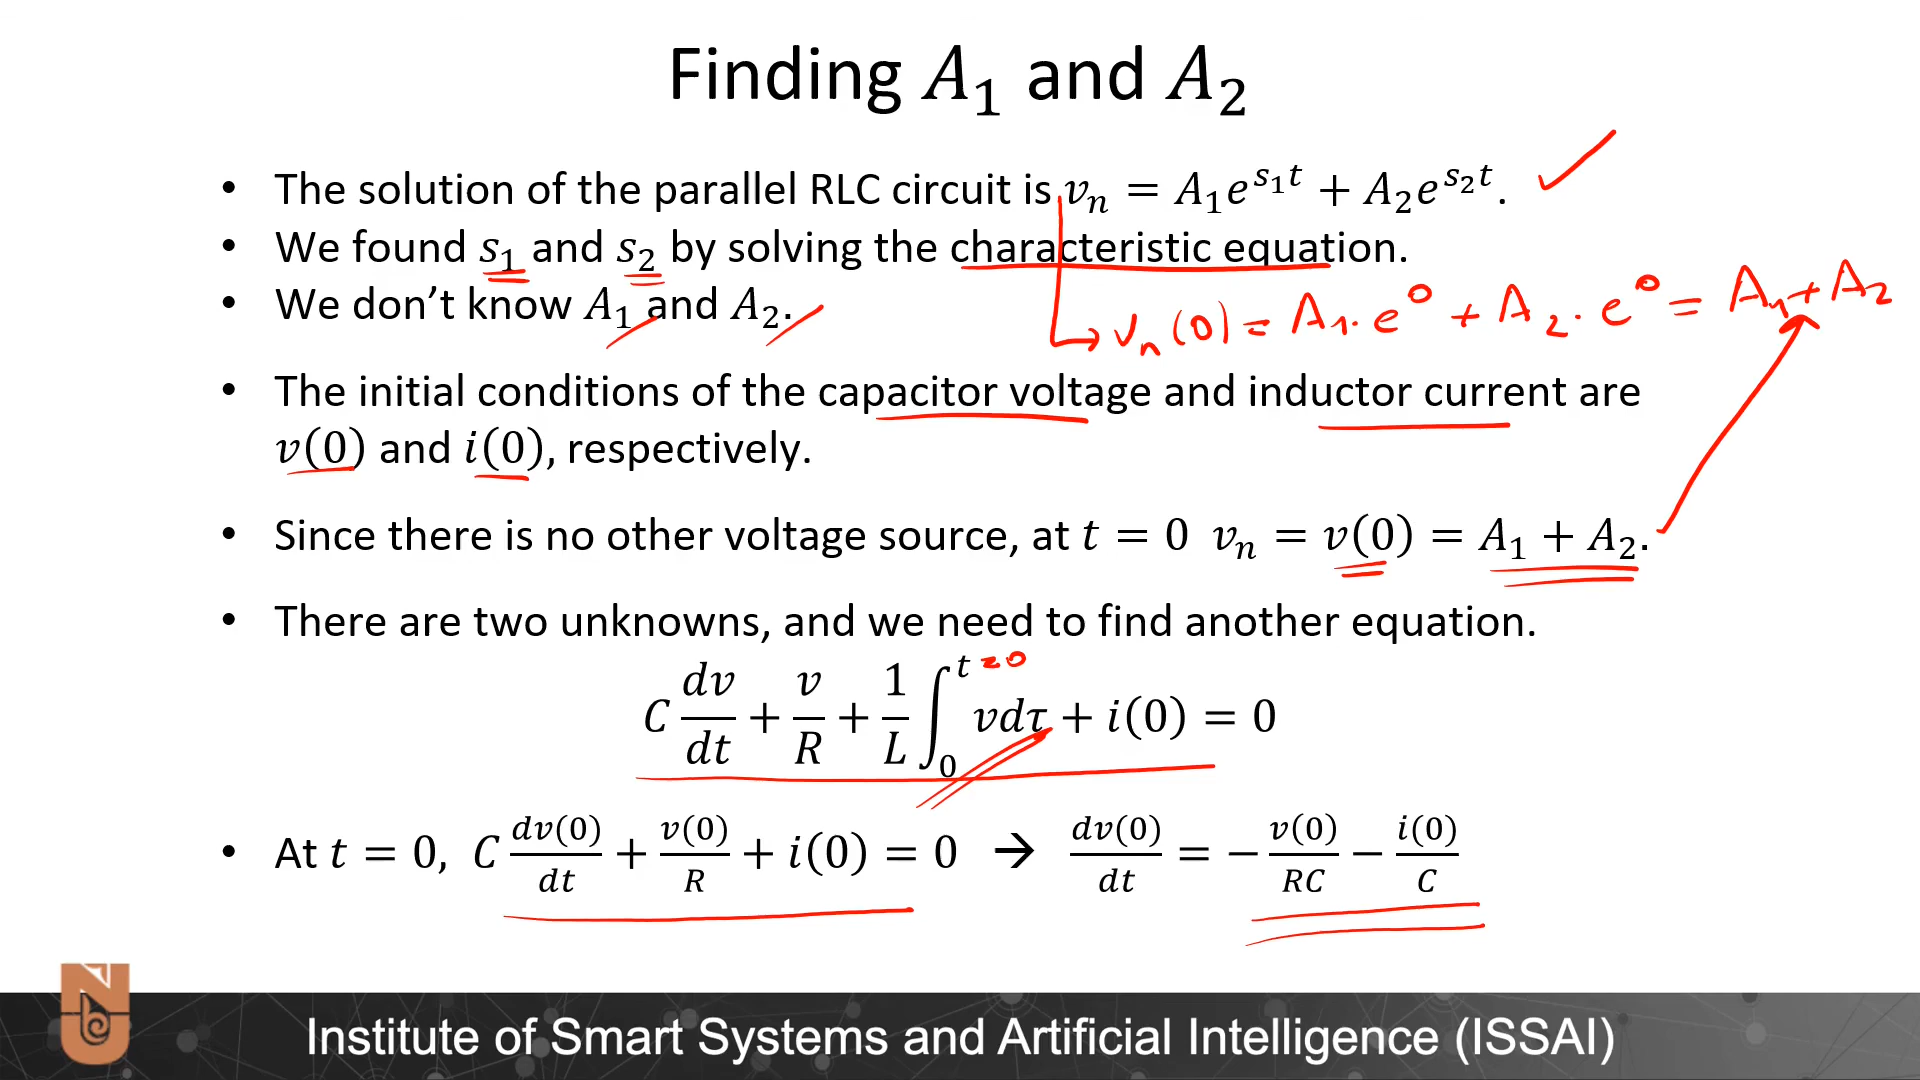 Finding A₁ and A₂
• The solution of the parallel RLC circuit is vₙ = A₁e^{s₁t} + A₂e^{s₂t}.
• We found s₁ and s₂ by solving the characteristic equation.
• We don't know A₁ and A₂.
vₙ(0) = A₁·e⁰ + A₂·e⁰ = A₁+A₂
• The initial conditions of the capacitor voltage and inductor current are
v(0) and i(0), respectively.
• Since there is no other voltage source, at t = 0 vₙ = v(0) = A₁ + A₂.
• There are two unknowns, and we need to find another equation.
C dv/dt + v/R + 1/L ∫₀^{t=0} vdτ + i(0) = 0
• At t = 0, C dv(0)/dt + v(0)/R + i(0) = 0 → dv(0)/dt = −v(0)/RC − i(0)/C
Institute of Smart Systems and Artificial Intelligence (ISSAI)